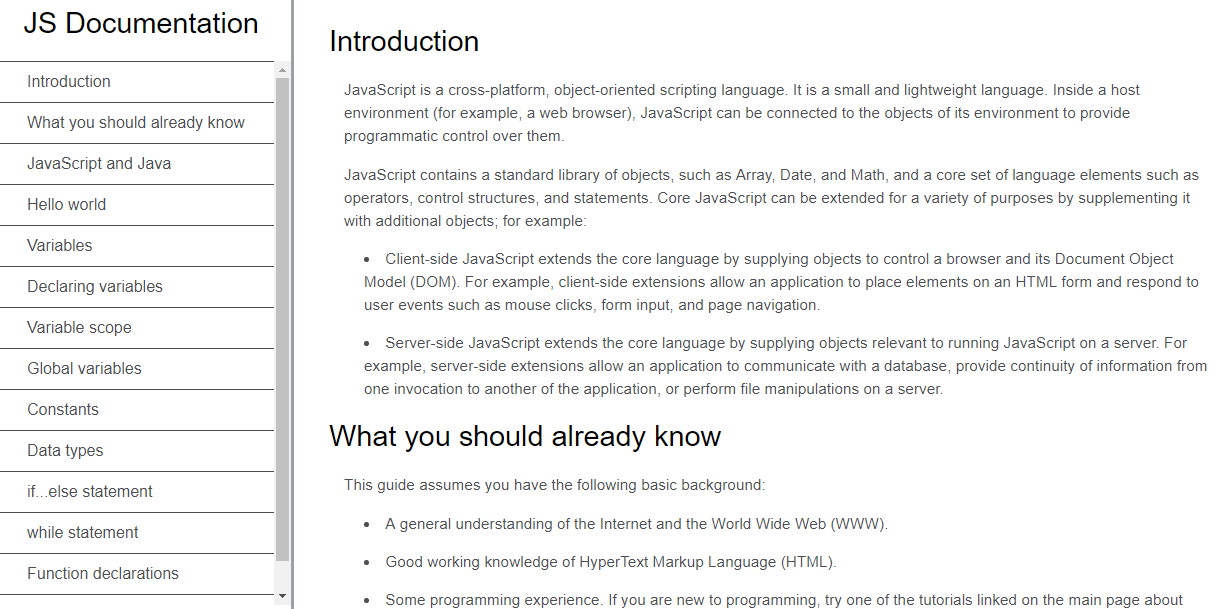 JS Documentation
Introduction
What you should already know
JavaScript and Java
Hello world
Variables
Declaring variables
Variable scope
Global variables
Constants
Data types
if...else statement
while statement
Function declarations
Introduction
JavaScript is a cross-platform, object-oriented scripting language. It is a small and lightweight language. Inside a host
environment (for example, a web browser), JavaScript can be connected to the objects of its environment to provide
programmatic control over them.
JavaScript contains a standard library of objects, such as Array, Date, and Math, and a core set of language elements such as
operators, control structures, and statements. Core JavaScript can be extended for a variety of purposes by supplementing it
with additional objects; for example:
• Client-side JavaScript extends the core language by supplying objects to control a browser and its Document Object
Model (DOM). For example, client-side extensions allow an application to place elements on an HTML form and respond to
user events such as mouse clicks, form input, and page navigation.
• Server-side JavaScript extends the core language by supplying objects relevant to running JavaScript on a server. For
example, server-side extensions allow an application to communicate with a database, provide continuity of information from
one invocation to another of the application, or perform file manipulations on a server.
What you should already know
This guide assumes you have the following basic background:
• A general understanding of the Internet and the World Wide Web (WWW).
• Good working knowledge of HyperText Markup Language (HTML).
• Some programming experience. If you are new to programming, try one of the tutorials linked on the main page about